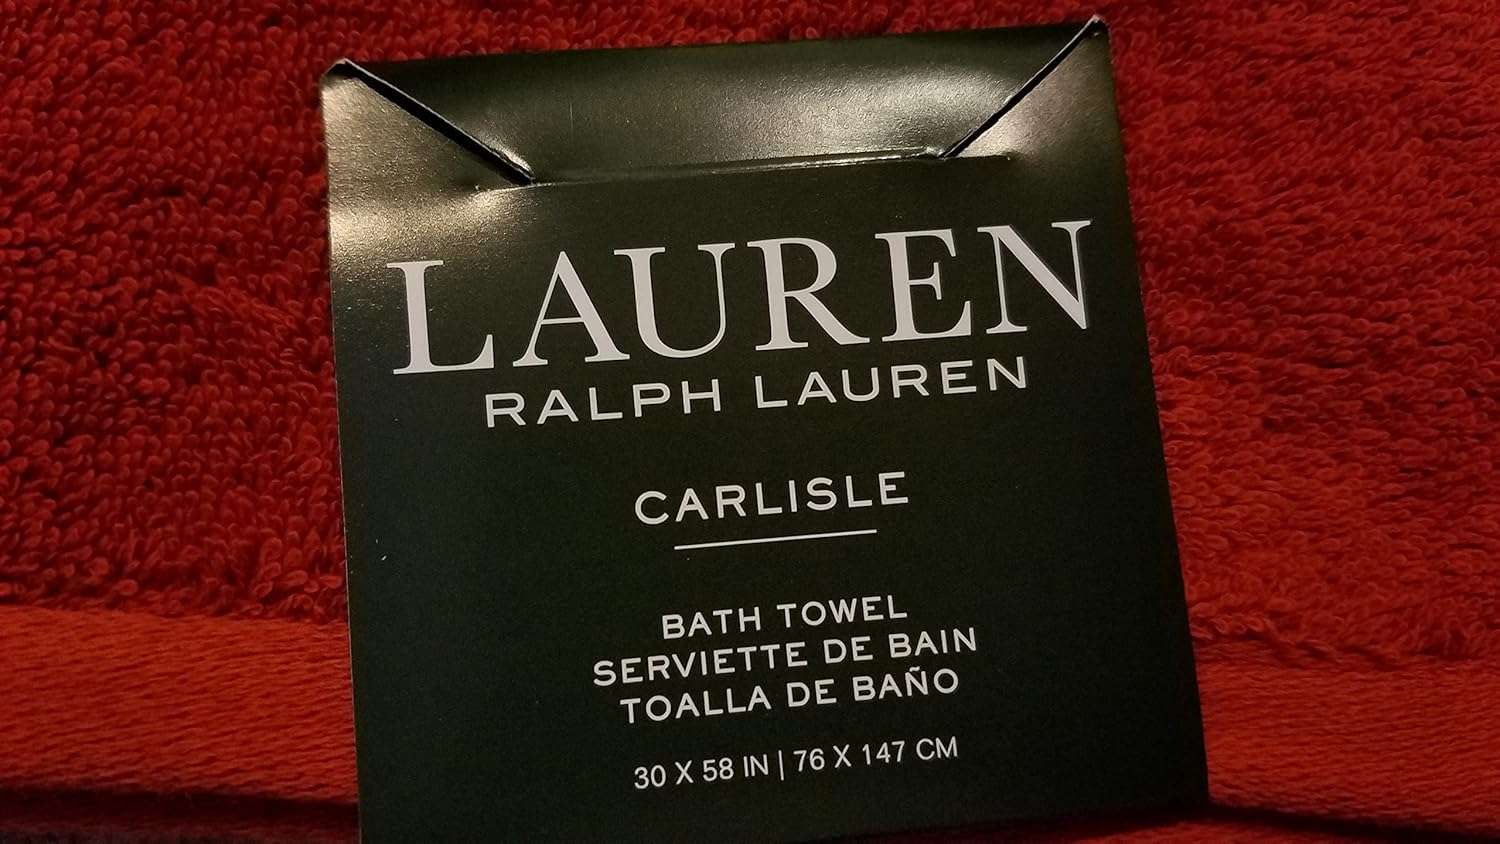 LAUREN
RALPH LAUREN
CARLISLE
BATH TOWEL
SERVIETTE DE BAIN
TOALLA DE BAÑO
30 X 58 IN | 76 X 147 CM